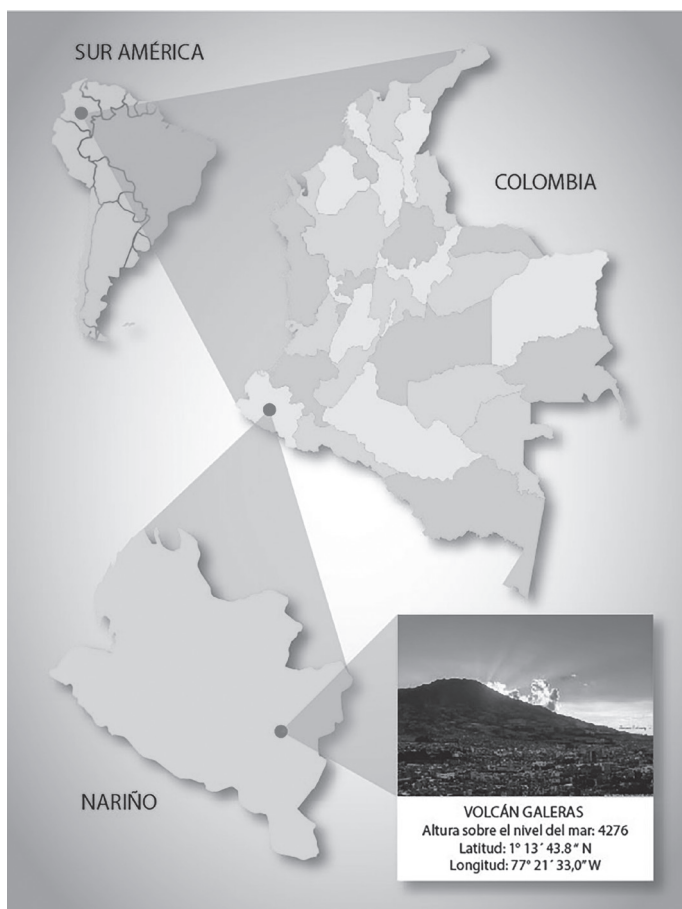 SUR AMÉRICA
COLOMBIA
NARIÑO
VOLCÁN GALERAS
Altura sobre el nivel del mar: 4276
Latitud: 1° 13´ 43.8 “ N
Longitud: 77° 21´ 33,0” W